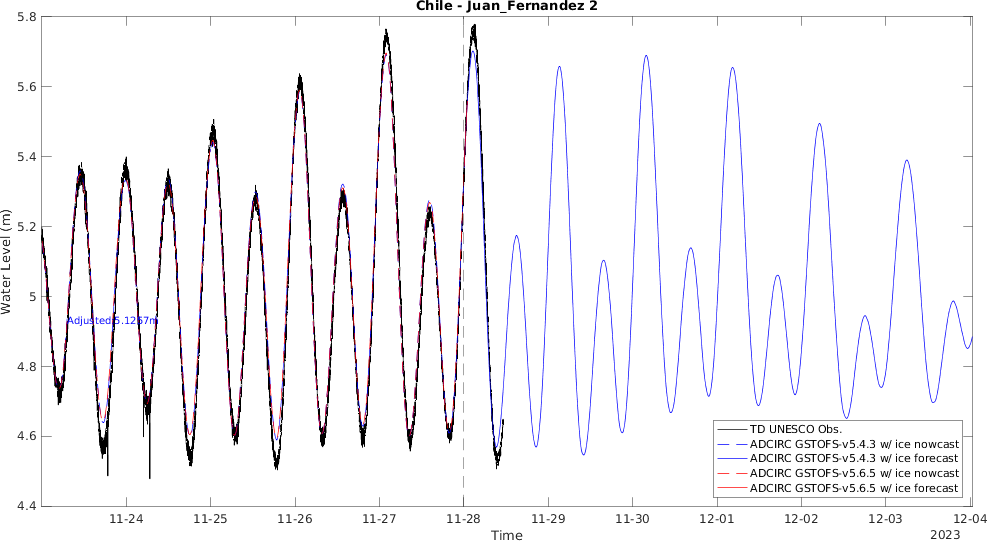 Chile - Juan_Fernandez 2
5.8
5.6
5.4
5.2
5
4.8
4.6
4.4
Water Level (m)
Adjusted 5.1267m
TD UNESCO Obs.
ADCIRC GSTOFS-v5.4.3 w/ ice nowcast
ADCIRC GSTOFS-v5.4.3 w/ ice forecast
ADCIRC GSTOFS-v5.6.5 w/ ice nowcast
ADCIRC GSTOFS-v5.6.5 w/ ice forecast
11-24 11-25 11-26 11-27 11-28 11-29 11-30 12-01 12-02 12-03 12-04
Time
2023